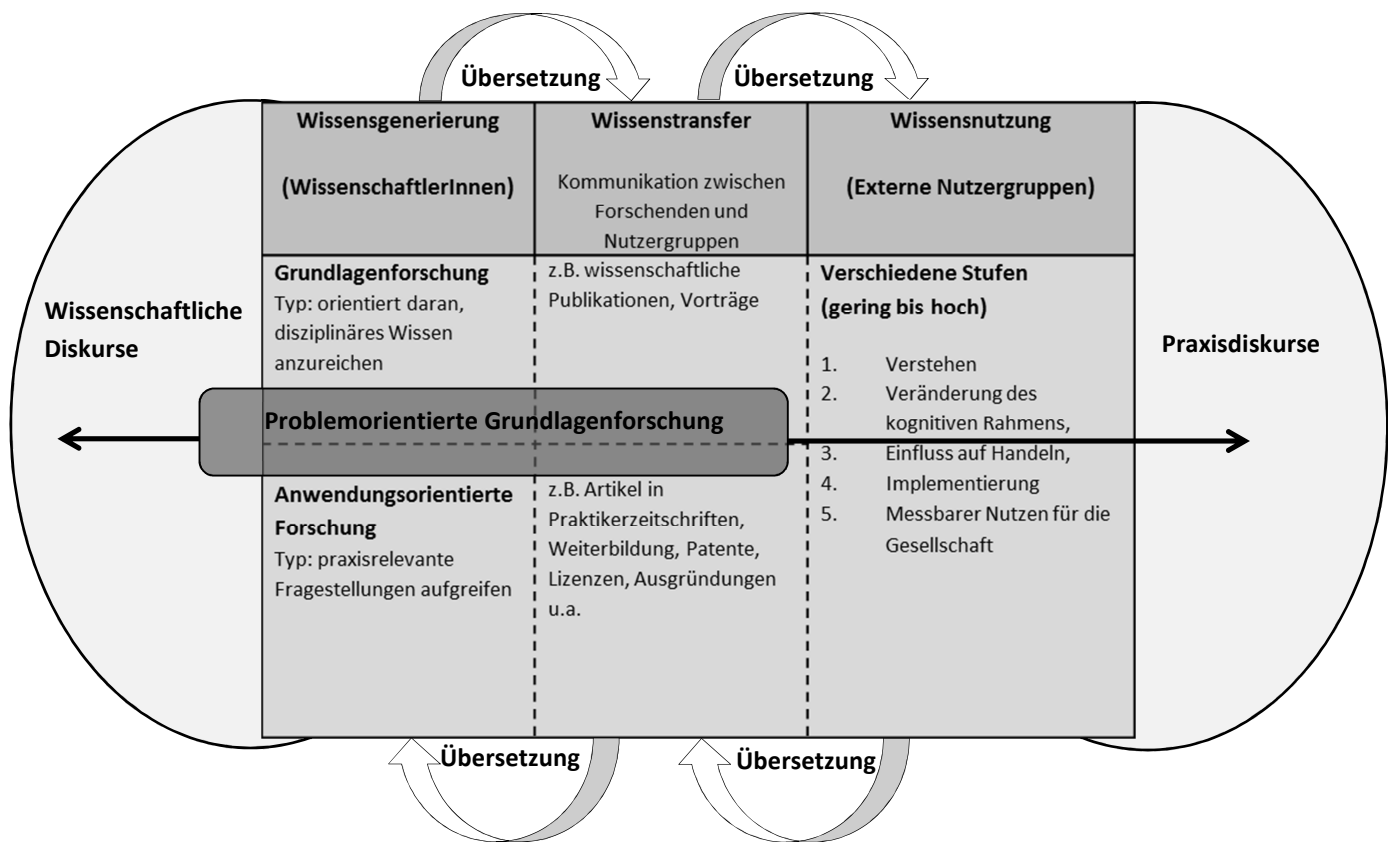 Übersetzung
Übersetzung
Wissensgenerierung
(WissenschaftlerInnen)
Wissenstransfer
Kommunikation zwischen
Forschenden und
Nutzergruppen
Wissensnutzung
(Externe Nutzergruppen)
Wissenschaftliche
Diskurse
Grundlagenforschung
Typ: orientiert daran,
disziplinäres Wissen
anzureichen
z.B. wissenschaftliche
Publikationen, Vorträge
Problemorientierte Grundlagenforschung
Anwendungsorientierte
Forschung
Typ: praxisrelevante
Fragestellungen aufgreifen
z.B. Artikel in
Praktikerzeitschriften,
Weiterbildung, Patente,
Lizenzen, Ausgründungen
u.a.
Verschiedene Stufen
(gering bis hoch)
1. Verstehen
2. Veränderung des
kognitiven Rahmens,
3. Einfluss auf Handeln,
4. Implementierung
5. Messbarer Nutzen für die
Gesellschaft
Praxisdiskurse
Übersetzung
Übersetzung